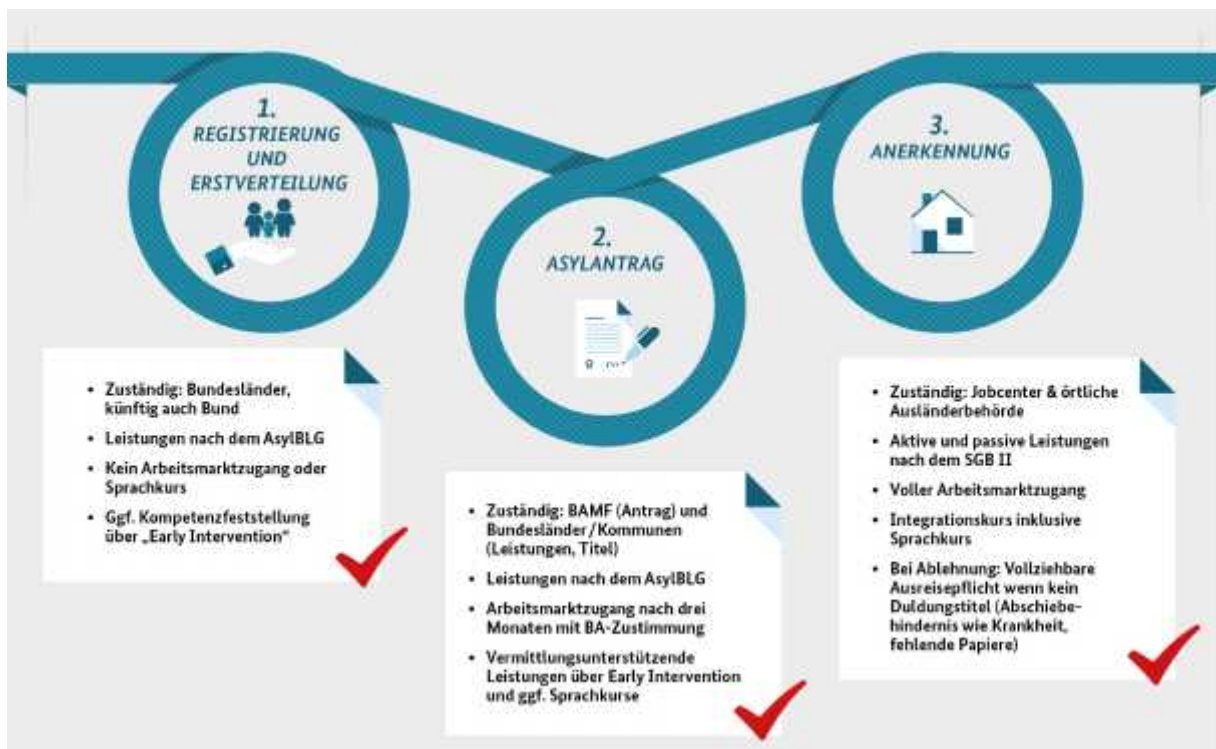 1.
REGISTRIERUNG
UND
ERSTVERTEILUNG
• Zuständig: Bundesländer,
künftig auch Bund
• Leistungen nach dem AsylBLG
• Kein Arbeitsmarktzugang oder
Sprachkurs
• Ggf. Kompetenzfeststellung
über „Early Intervention“
2.
ASYLANTRAG
• Zuständig: BAMF (Antrag) und
Bundesländer/Kommunen
(Leistungen, Titel)
• Leistungen nach dem AsylBLG
• Arbeitsmarktzugang nach drei
Monaten mit BA-Zustimmung
• Vermittlungsunterstützende
Leistungen über Early Intervention
und ggf. Sprachkurse
3.
ANERKENNUNG
• Zuständig: Jobcenter & örtliche
Ausländerbehörde
• Aktive und passive Leistungen
nach dem SGB II
• Voller Arbeitsmarktzugang
• Integrationskurs inklusive
Sprachkurs
• Bei Ablehnung: Vollziehbare
Ausreisepflicht wenn kein
Duldungstitel (Abschiebe-
hindernis wie Krankheit,
fehlende Papiere)